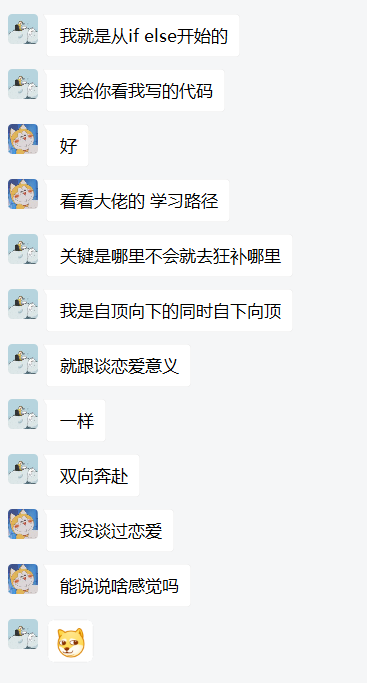 我就是从if else开始的
我给你看我写的代码
好
看看大佬的 学习路径
关键是哪里不会就去狂补哪里
我是自顶向下的同时自下向顶
就跟谈恋爱意义
一样
双向奔赴
我没谈过恋爱
能说说啥感觉吗